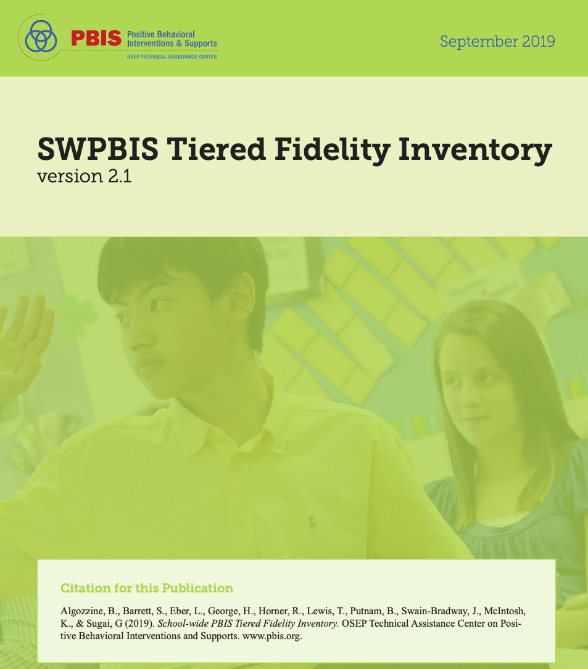 PBIS Positive Behavioral
Interventions & Supports
OSEP TECHNICAL ASSISTANCE CENTER
September 2019
SWPBIS Tiered Fidelity Inventory
version 2.1
Citation for this Publication
Algozzine, B., Barrett, S., Eber, L., George, H., Horner, R., Lewis, T., Putnam, B., Swain-Bradway, J., McIntosh,
K., & Sugai, G (2019). School-wide PBIS Tiered Fidelity Inventory. OSEP Technical Assistance Center on Posi-
tive Behavioral Interventions and Supports. www.pbis.org.